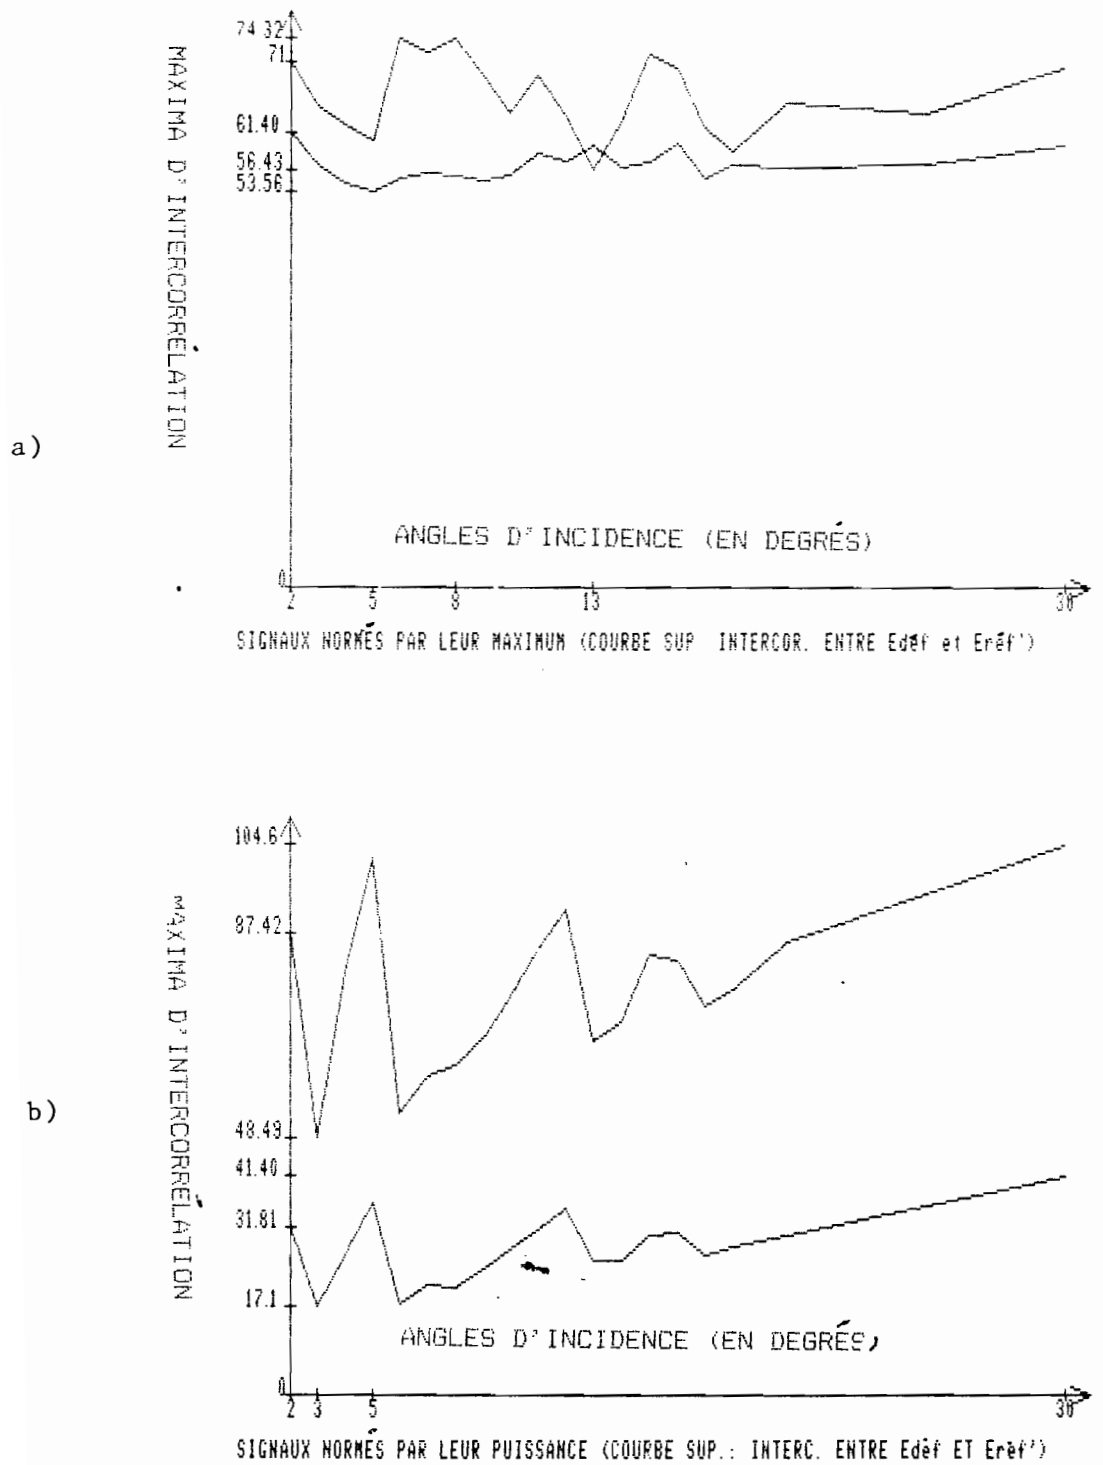 74.32
71
61.40
56.43
53.56
MAXIMA D'INTERCORRÉLATION
a)
ANGLES D'INCIDENCE (EN DEGRÉS)
0
2 5 8 13 30
SIGNAUX NORMÉS PAR LEUR MAXIMUM (COURBE SUP INTERCOR. ENTRE Edéf et Eréf')
104.6
87.42
MAXIMA D'INTERCORRÉLATION
b)
48.49
41.40
31.81
17.1
ANGLES D'INCIDENCE (EN DEGRÉS)
0
2 3 5 30
SIGNAUX NORMÉS PAR LEUR PUISSANCE (COURBE SUP.: INTERC. ENTRE Edéf ET Eréf')